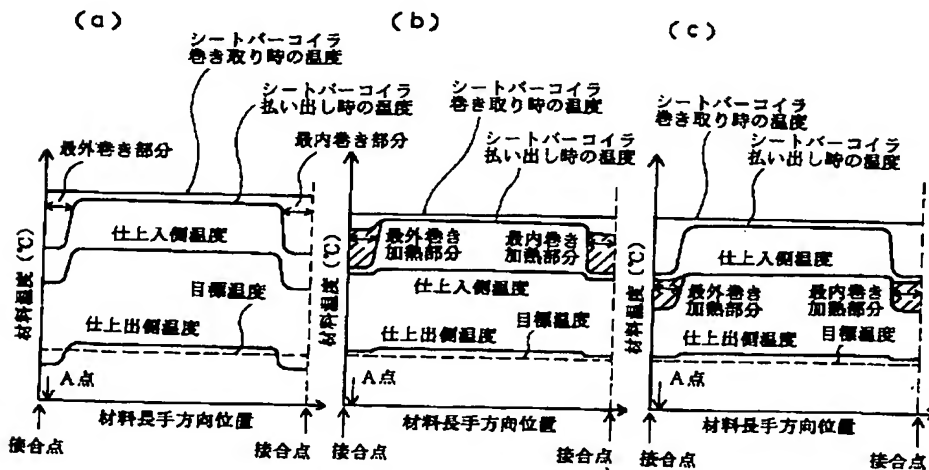 (a)
シートバーコイラ
巻き取り時の温度
シートバーコイラ
払い出し時の温度
最外巻き部分
最内巻き部分
仕上入側温度
目標温度
仕上出側温度
材料温度(℃)
A点
材料長手方向位置
接合点
接合点
(b)
シートバーコイラ
巻き取り時の温度
シートバーコイラ
払い出し時の温度
最外巻き
加熱部分
最内巻き
加熱部分
仕上入側温度
目標温度
仕上出側温度
材料温度(℃)
A点
材料長手方向位置
接合点
接合点
(c)
シートバーコイラ
巻き取り時の温度
シートバーコイラ
払い出し時の温度
仕上入側温度
最外巻き
加熱部分
最内巻き
加熱部分
目標温度
仕上出側温度
材料温度(℃)
A点
材料長手方向位置
接合点
接合点